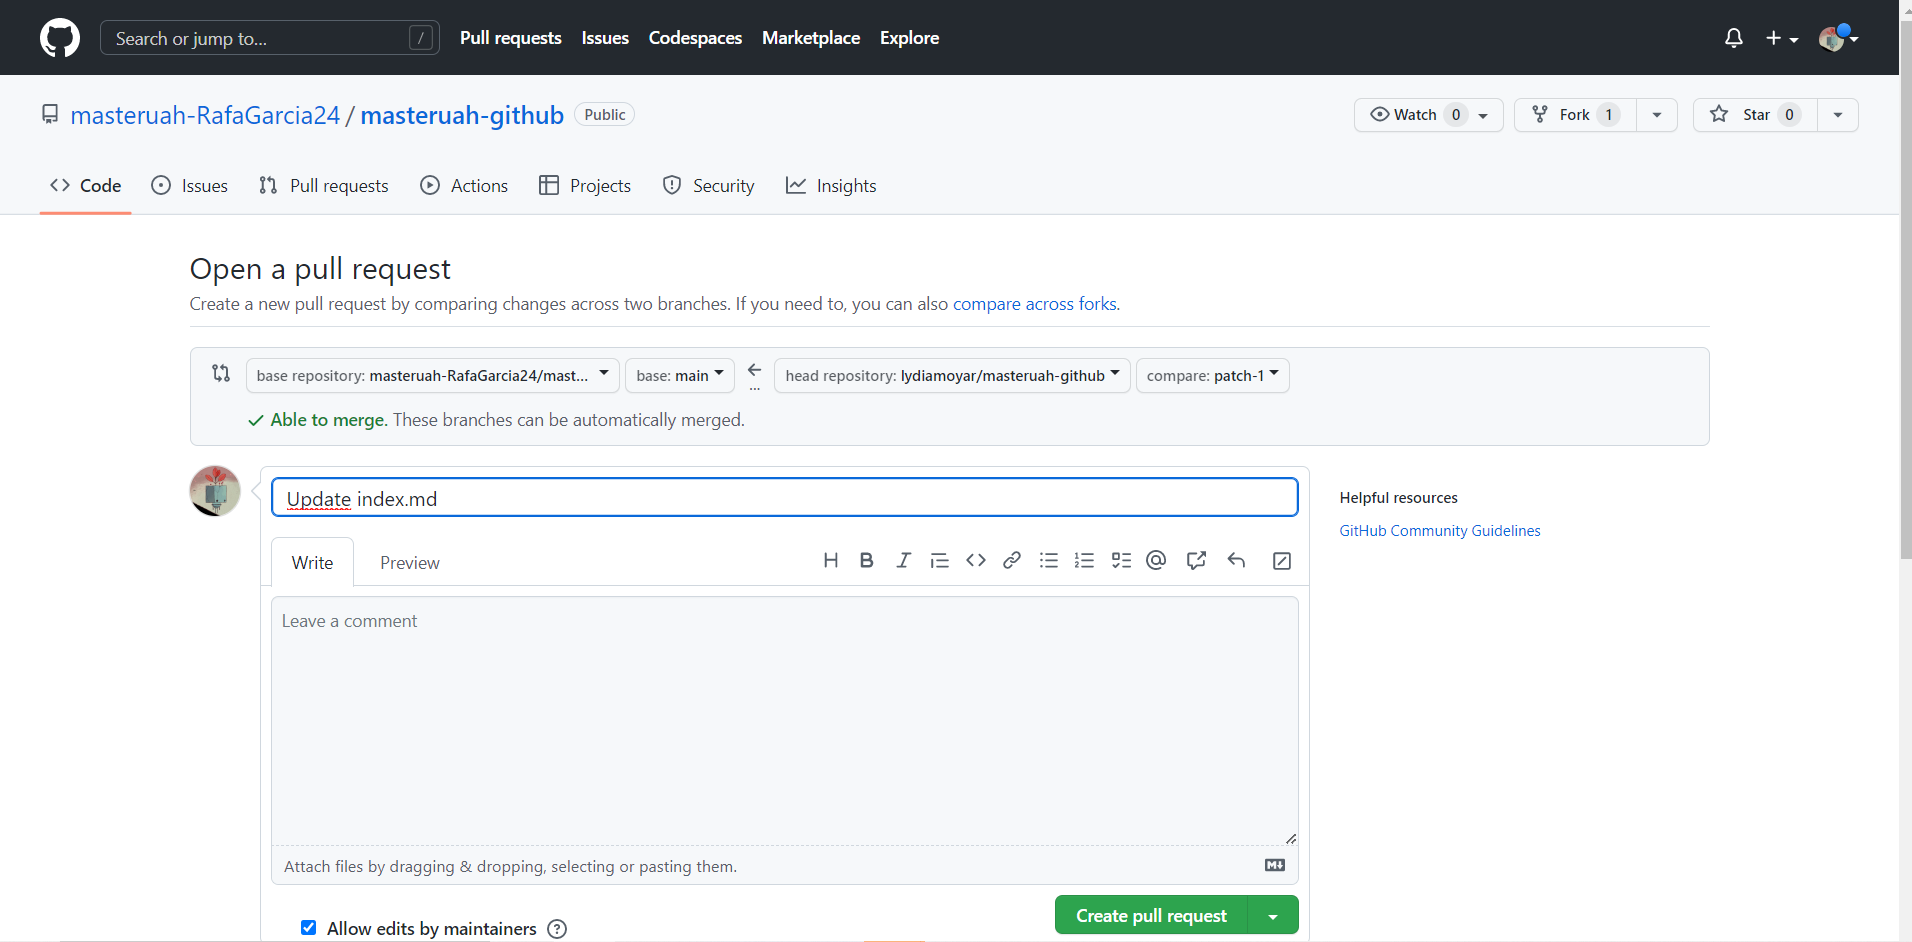 Search or jump to... /
Pull requests Issues Codespaces Marketplace Explore
masteruah-RafaGarcia24 / masteruah-github Public
Watch 0 Fork 1 Star 0
Code Issues Pull requests Actions Projects Security Insights
Open a pull request
Create a new pull request by comparing changes across two branches. If you need to, you can also compare across forks.
base repository: masteruah-RafaGarcia24/mast... base: main ... head repository: lydiamoyar/masteruah-github compare: patch-1
Able to merge. These branches can be automatically merged.
Update index.md
Helpful resources
GitHub Community Guidelines
Write Preview
Leave a comment
Attach files by dragging & dropping, selecting or pasting them.
Create pull request
Allow edits by maintainers